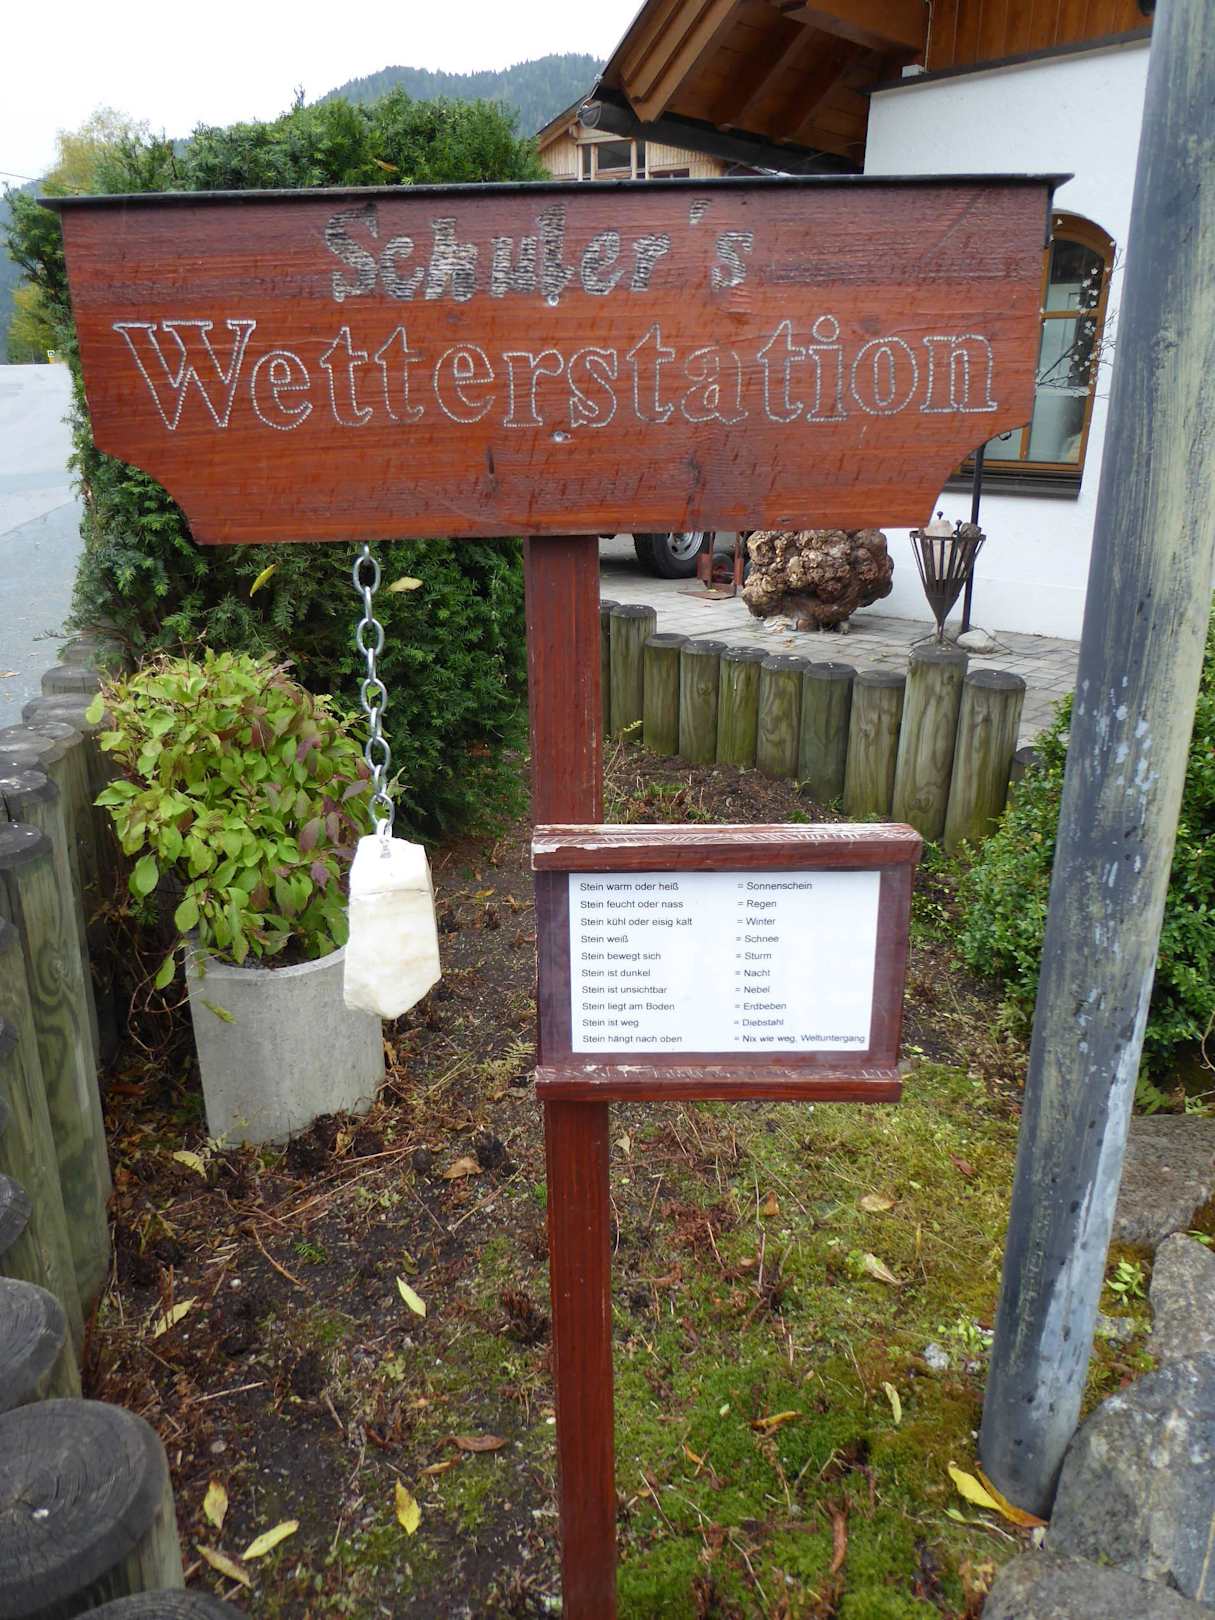 Schuler's
Wetterstation
Stein warm oder heiß = Sonnenschein
Stein feucht oder nass = Regen
Stein kühl oder eisig kalt = Winter
Stein weiß = Schnee
Stein bewegt sich = Sturm
Stein ist dunkel = Nacht
Stein ist unsichtbar = Nebel
Stein liegt am Boden = Erdbeben
Stein ist weg = Diebstahl
Stein hängt nach oben = Nix wie weg, Weltuntergang